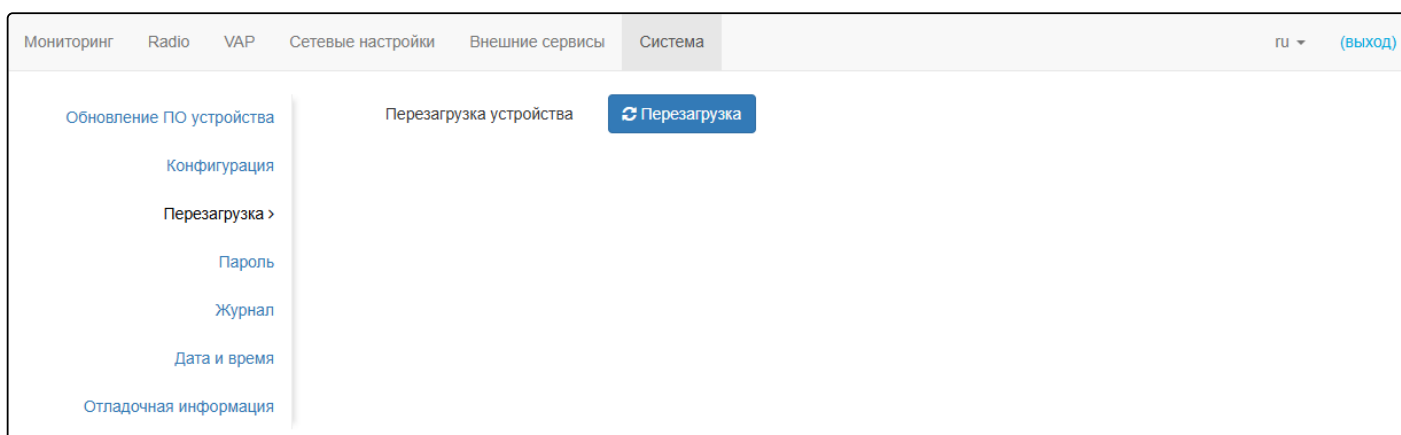 Мониторинг Radio VAP Сетевые настройки Внешние сервисы Система ru (выход)
Обновление ПО устройства
Конфигурация
Перезагрузка >
Пароль
Журнал
Дата и время
Отладочная информация
Перезагрузка устройства Перезагрузка